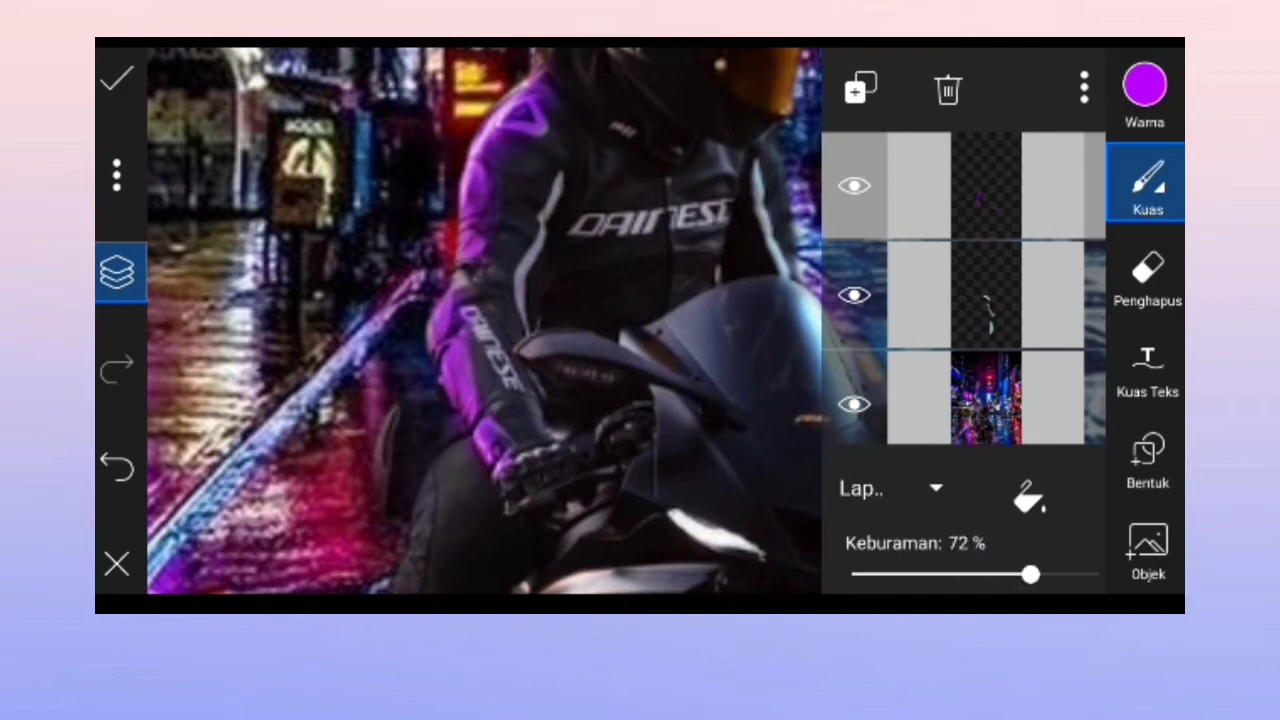 Warna
Kuas
Penghapus
Kuas Teks
Bentuk
Objek
Lap..
Keburaman: 72 %
DAINESE
DAINESE